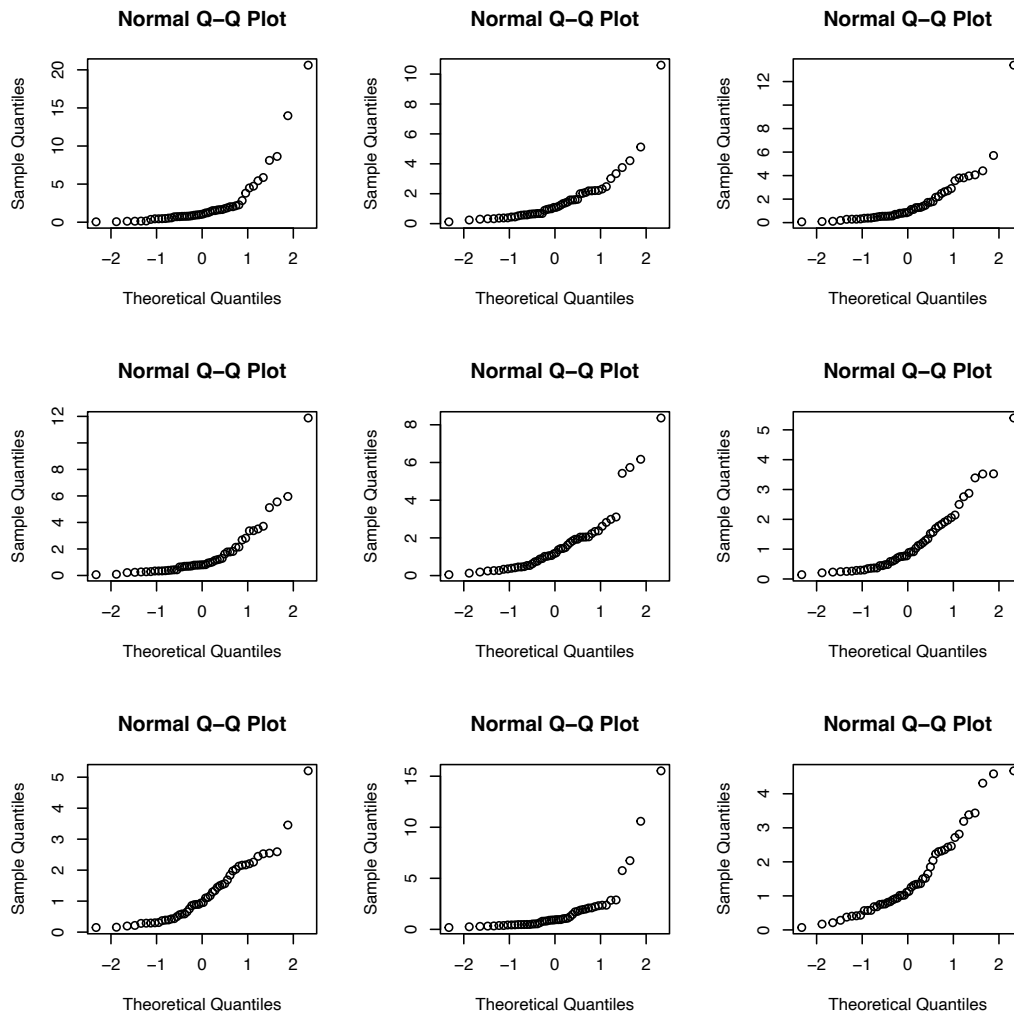 Normal Q−Q Plot Normal Q−Q Plot Normal Q−Q Plot
Sample Quantiles
0 5 10 15 20
−2 −1 0 1 2
Theoretical Quantiles
Sample Quantiles
0 2 4 6 8 10
−2 −1 0 1 2
Theoretical Quantiles
Sample Quantiles
0 2 4 6 8 12
−2 −1 0 1 2
Theoretical Quantiles
Normal Q−Q Plot Normal Q−Q Plot Normal Q−Q Plot
Sample Quantiles
0 2 4 6 8 12
−2 −1 0 1 2
Theoretical Quantiles
Sample Quantiles
0 2 4 6 8
−2 −1 0 1 2
Theoretical Quantiles
Sample Quantiles
0 1 2 3 4 5
−2 −1 0 1 2
Theoretical Quantiles
Normal Q−Q Plot Normal Q−Q Plot Normal Q−Q Plot
Sample Quantiles
0 1 2 3 4 5
−2 −1 0 1 2
Theoretical Quantiles
Sample Quantiles
0 5 10 15
−2 −1 0 1 2
Theoretical Quantiles
Sample Quantiles
0 1 2 3 4
−2 −1 0 1 2
Theoretical Quantiles